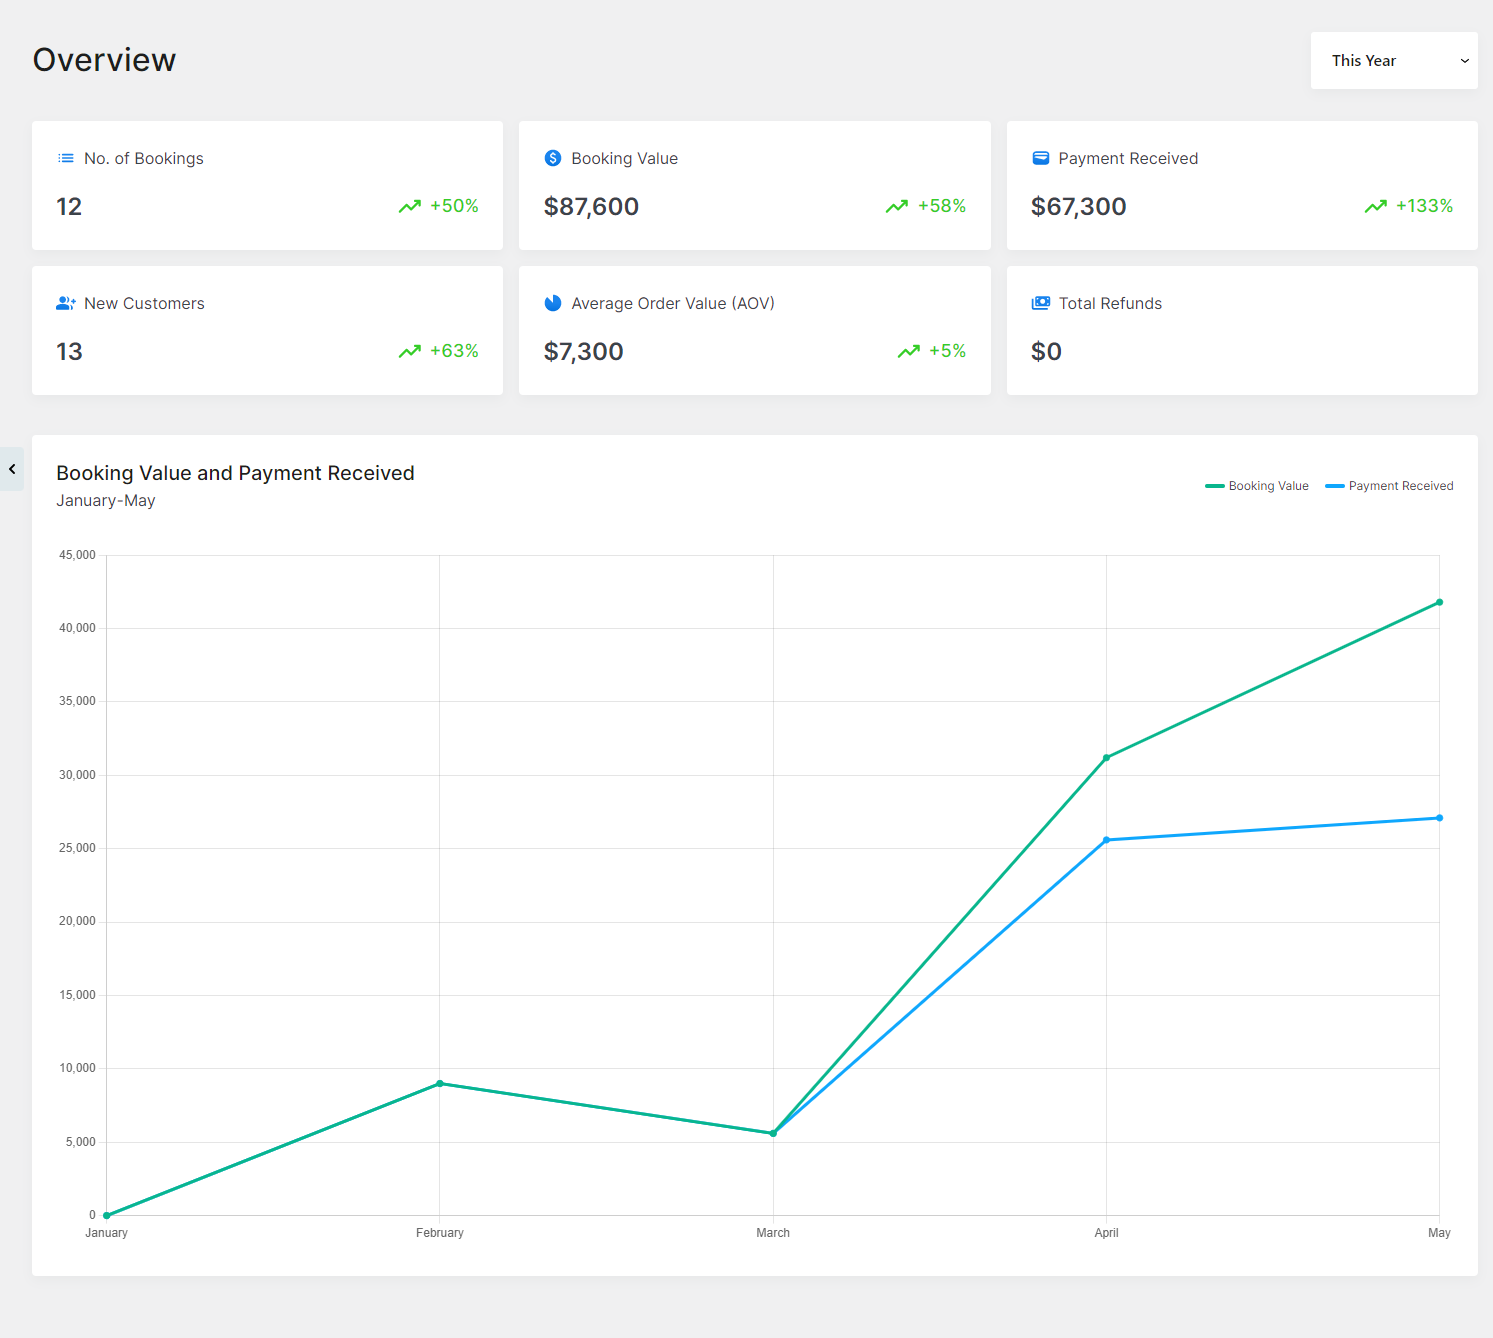 Overview
This Year
No. of Bookings
12
+50%
Booking Value
$87,600
+58%
Payment Received
$67,300
+133%
New Customers
13
+63%
Average Order Value (AOV)
$7,300
+5%
Total Refunds
$0
Booking Value and Payment Received
January-May
Booking Value
Payment Received
45,000
40,000
35,000
30,000
25,000
20,000
15,000
10,000
5,000
0
January
February
March
April
May